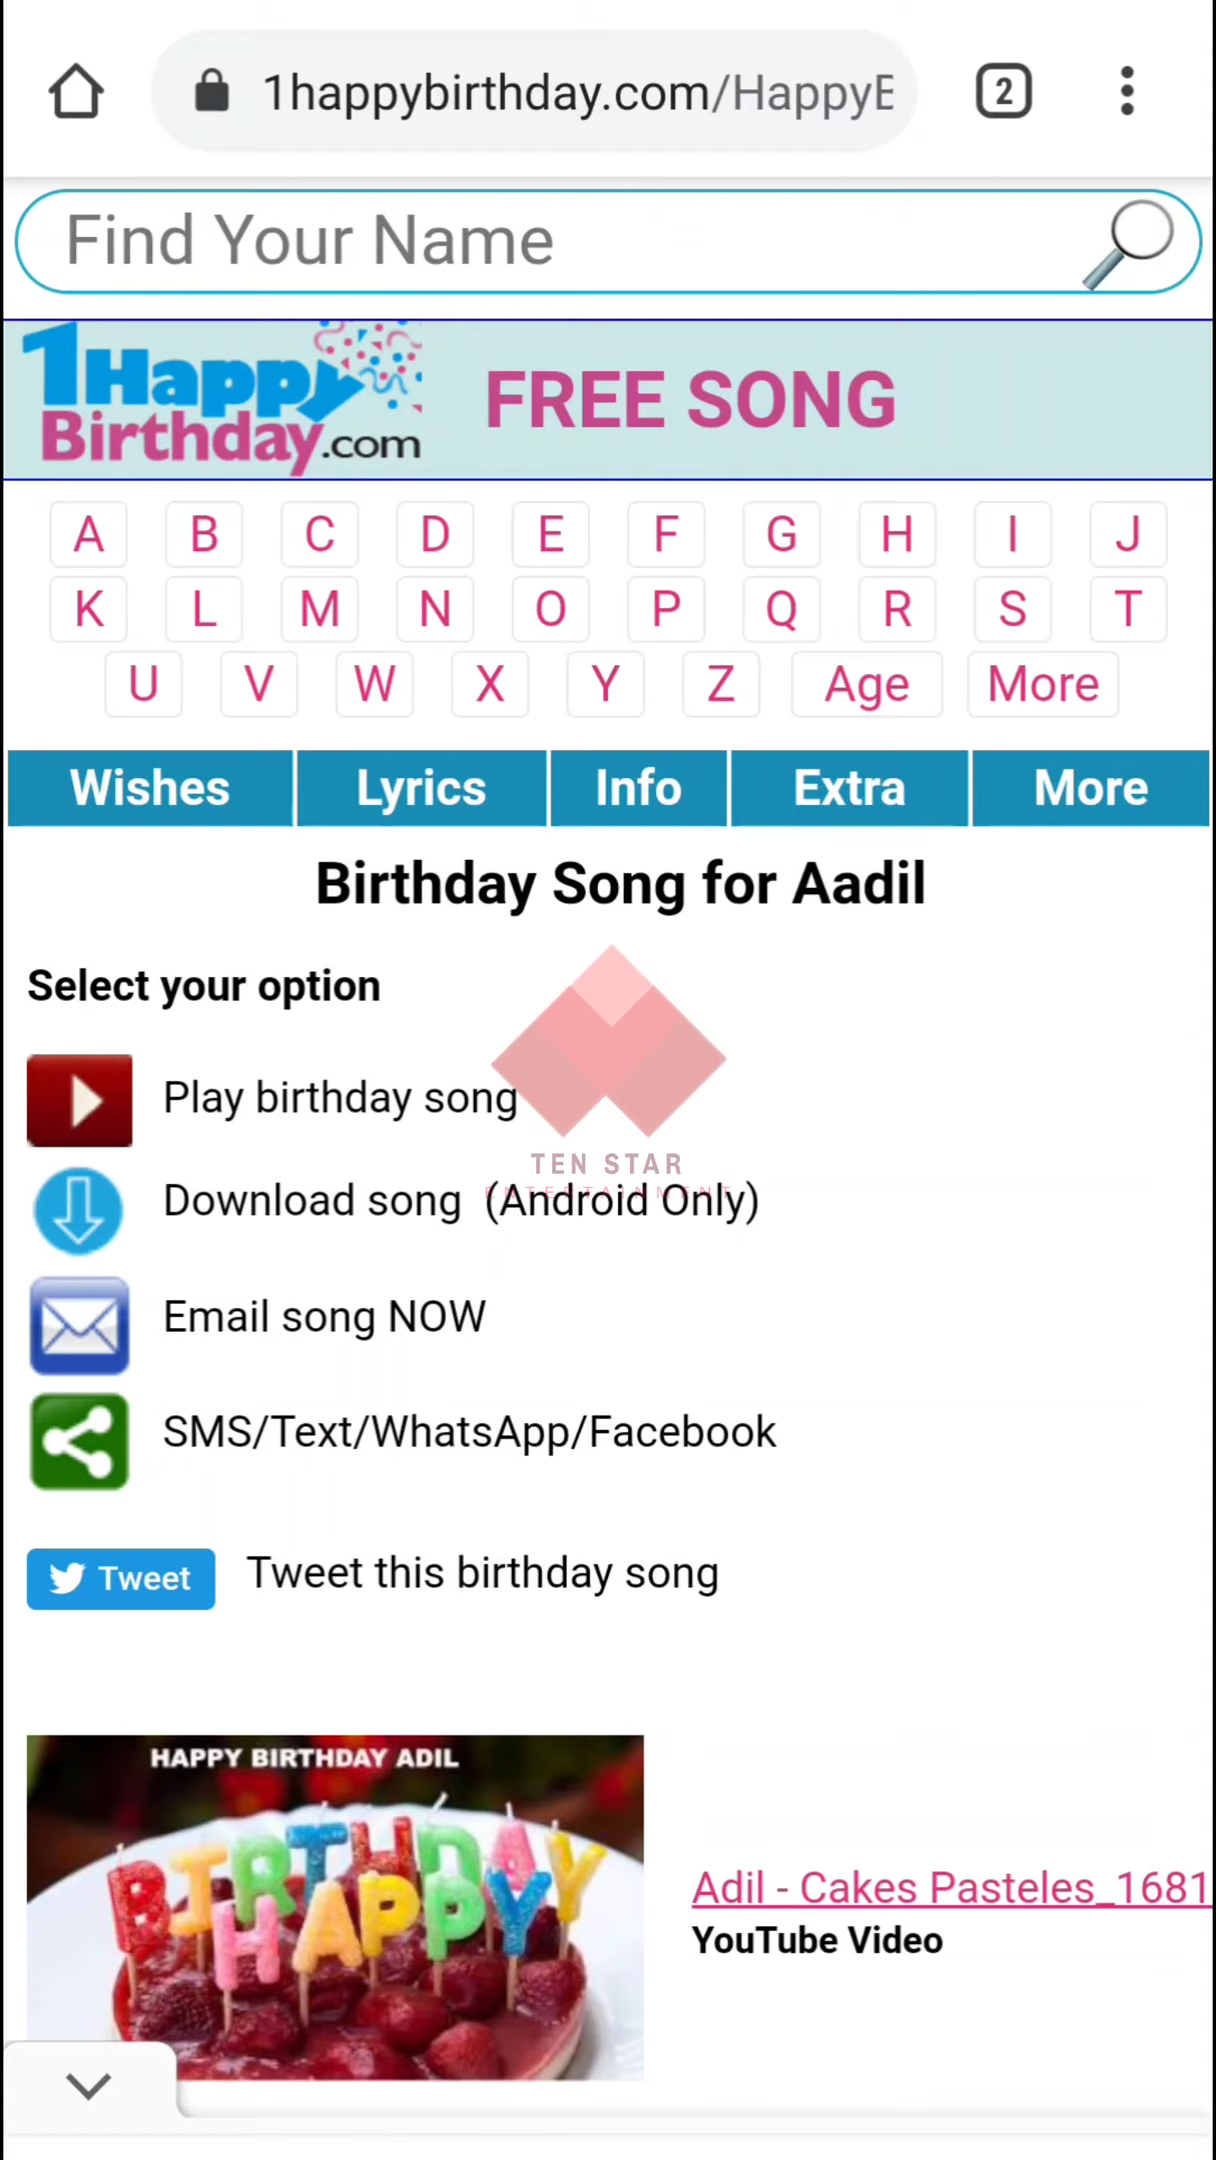 1happybirthday.com/HappyB
2
Find Your Name
1Happy
Birthday.com
FREE SONG
A B C D E F G H I J
K L M N O P Q R S T
U V W X Y Z Age More
Wishes Lyrics Info Extra More
Birthday Song for Aadil
Select your option
Play birthday song
TEN STAR
ENTERTAINMENT
Download song (Android Only)
Email song NOW
SMS/Text/WhatsApp/Facebook
Tweet Tweet this birthday song
HAPPY BIRTHDAY ADIL
BIRTHDAY
HAPPY
Adil - Cakes Pasteles_1681
YouTube Video